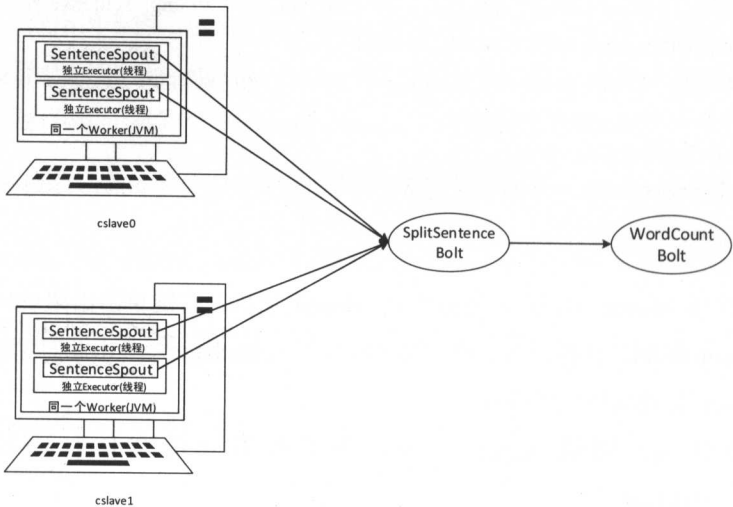 SentenceSpout
独立Executor(线程)
SentenceSpout
独立Executor(线程)
同一个Worker(JVM)
cslave0
SplitSentence
Bolt
WordCount
Bolt
SentenceSpout
独立Executor(线程)
SentenceSpout
独立Executor(线程)
同一个Worker(JVM)
cslave1